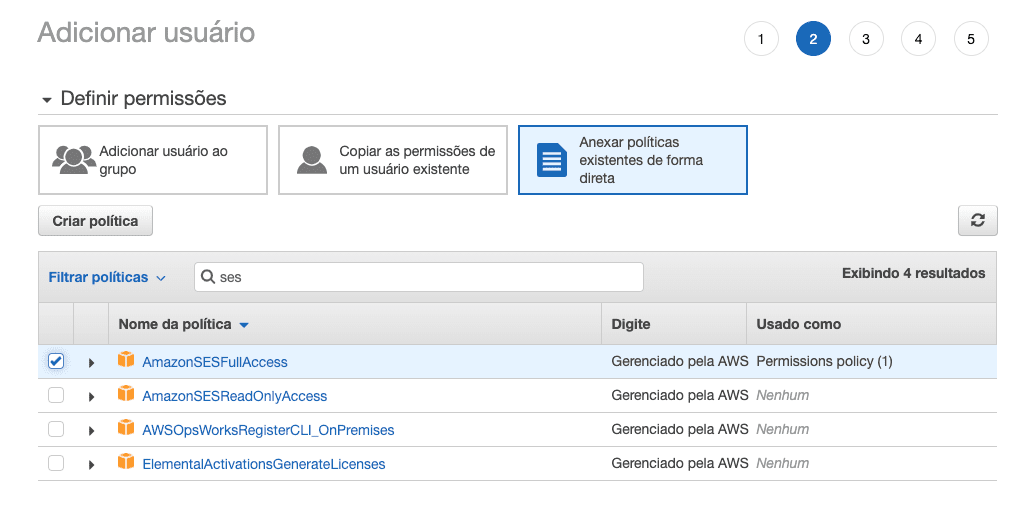 Adicionar usuário
1 2 3 4 5
Definir permissões
Adicionar usuário ao
grupo
Copiar as permissões de
um usuário existente
Anexar políticas
existentes de forma
direta
Criar política
Filtrar políticas
ses
Exibindo 4 resultados
Nome da política Digite Usado como
AmazonSESFullAccess Gerenciado pela AWS Permissions policy (1)
AmazonSESReadOnlyAccess Gerenciado pela AWS Nenhum
AWSOpsWorksRegisterCLI_OnPremises Gerenciado pela AWS Nenhum
ElementalActivationsGenerateLicenses Gerenciado pela AWS Nenhum